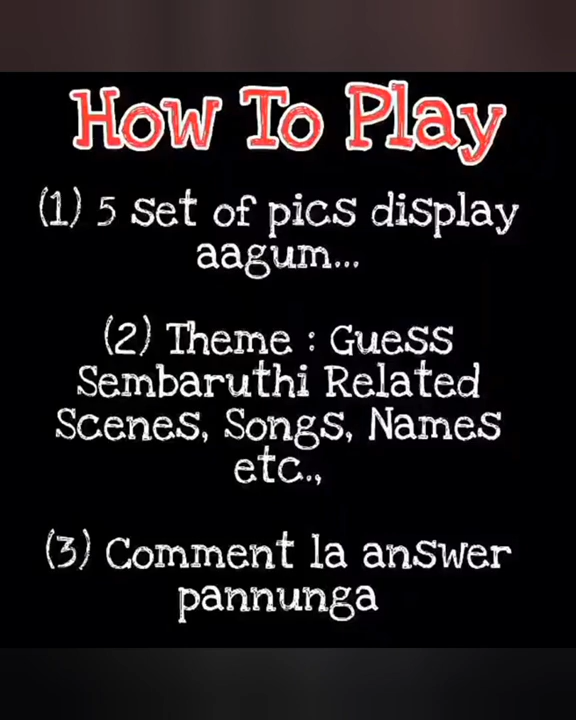 How To Play
(1) 5 set of pics display
aagum...
(2) Theme : Guess
Sembaruthi Related
Scenes, Songs, Names
etc.,
(3) Comment la answer
pannunga